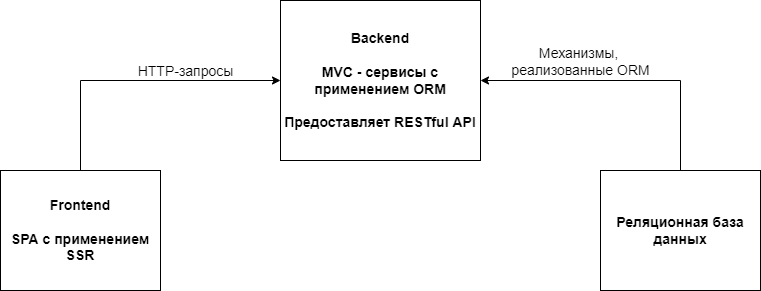 Backend
MVC - сервисы с
применением ORM
Предоставляет RESTful API
HTTP-запросы
Механизмы,
реализованные ORM
Frontend
SPA с применением
SSR
Реляционная база
данных